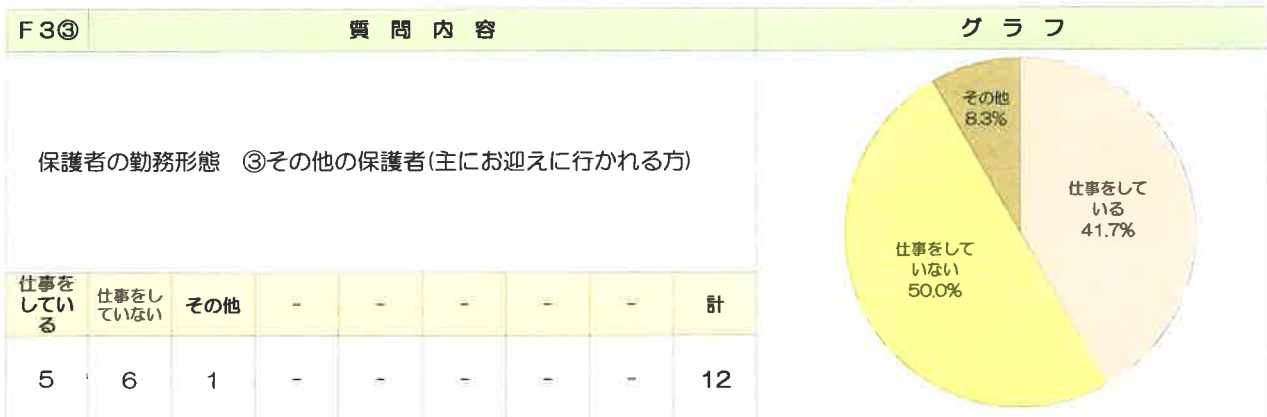 F3③ 質問内容 グラフ
保護者の勤務形態 ③その他の保護者(主にお迎えに行かれる方)
その他
8.3%
仕事をして
いる
41.7%
仕事をして
いない
50.0%
仕事を
してい
る
仕事をし
ていない
その他 - - - - - 計
5 6 1 - - - - - 12